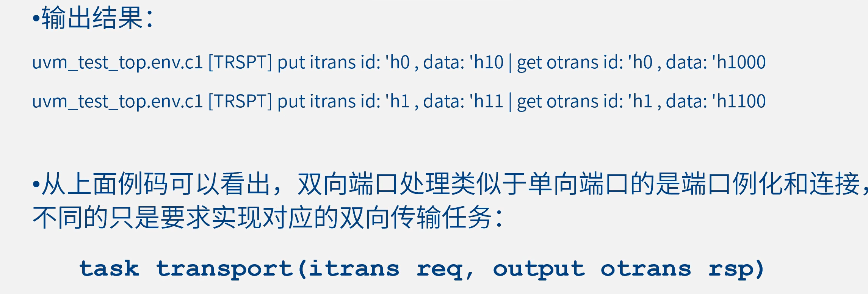 •输出结果：
uvm_test_top.env.c1 [TRSPT] put itrans id: 'h0 , data: 'h10 | get otrans id: 'h0 , data: 'h1000
uvm_test_top.env.c1 [TRSPT] put itrans id: 'h1 , data: 'h11 | get otrans id: 'h1 , data: 'h1100
•从上面例码可以看出，双向端口处理类似于单向端口的是端口例化和连接，
不同的只是要求实现对应的双向传输任务：
task transport(itrans req, output otrans rsp)